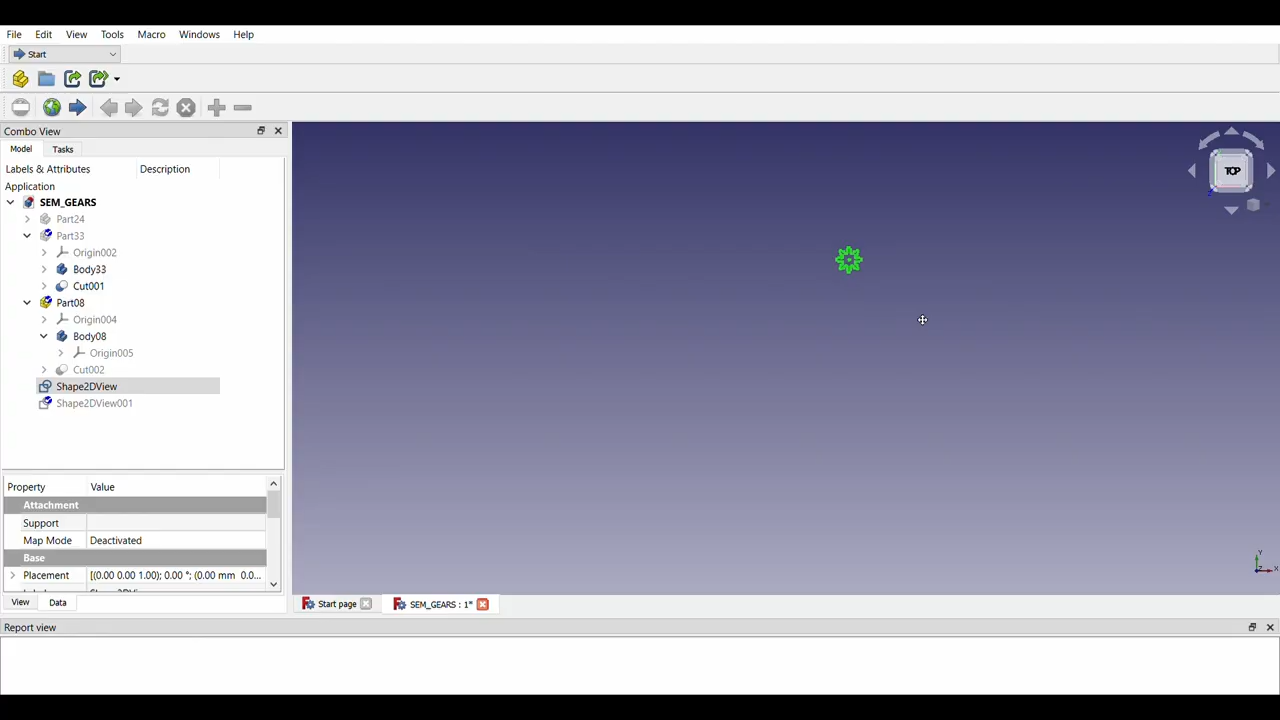 File Edit View Tools Macro Windows Help
Start
Combo View
Model Tasks
Labels & Attributes Description
Application
SEM_GEARS
Part24
Part33
Origin002
Body33
Cut001
Part08
Origin004
Body08
Origin005
Cut002
Shape2DView
Shape2DView001
TOP
Property Value
Attachment
Support
Map Mode Deactivated
Base
Placement [(0.00 0.00 1.00); 0.00 °; (0.00 mm 0.0...
Y
Z X
View Data
Start page SEM_GEARS : 1*
Report view